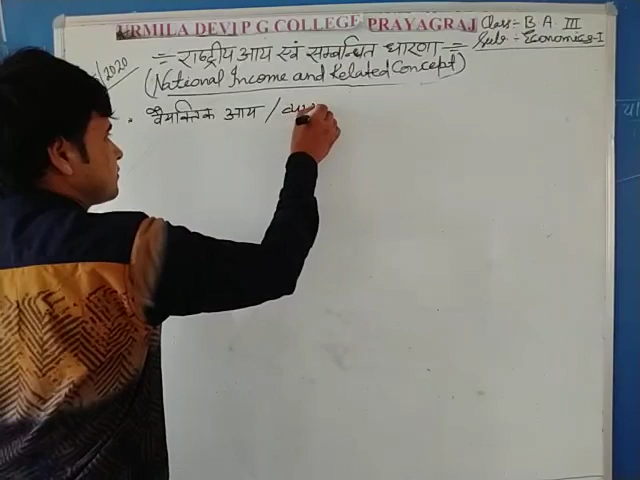 URMILA DEVI P G COLLEGE PRAYAGRAJ
Class:- B.A. III
Sub:- Economics-I
/2020
= राष्ट्रीय आय एवं सम्बन्धित धारणा =
(National Income and Related Concept)
• वैयक्तिक आय /